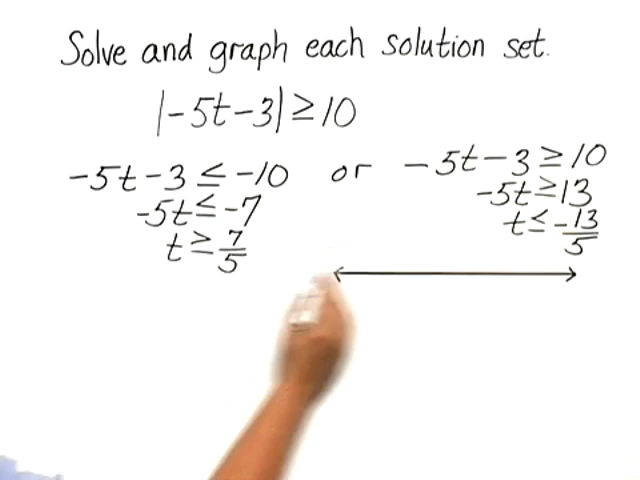 Solve and graph each solution set.
|-5t-3| ≥ 10
-5t-3 ≤ -10 or -5t-3 ≥ 10
-5t ≤ -7
-5t ≥ 13
t ≥ 7/5
t ≤ -13/5